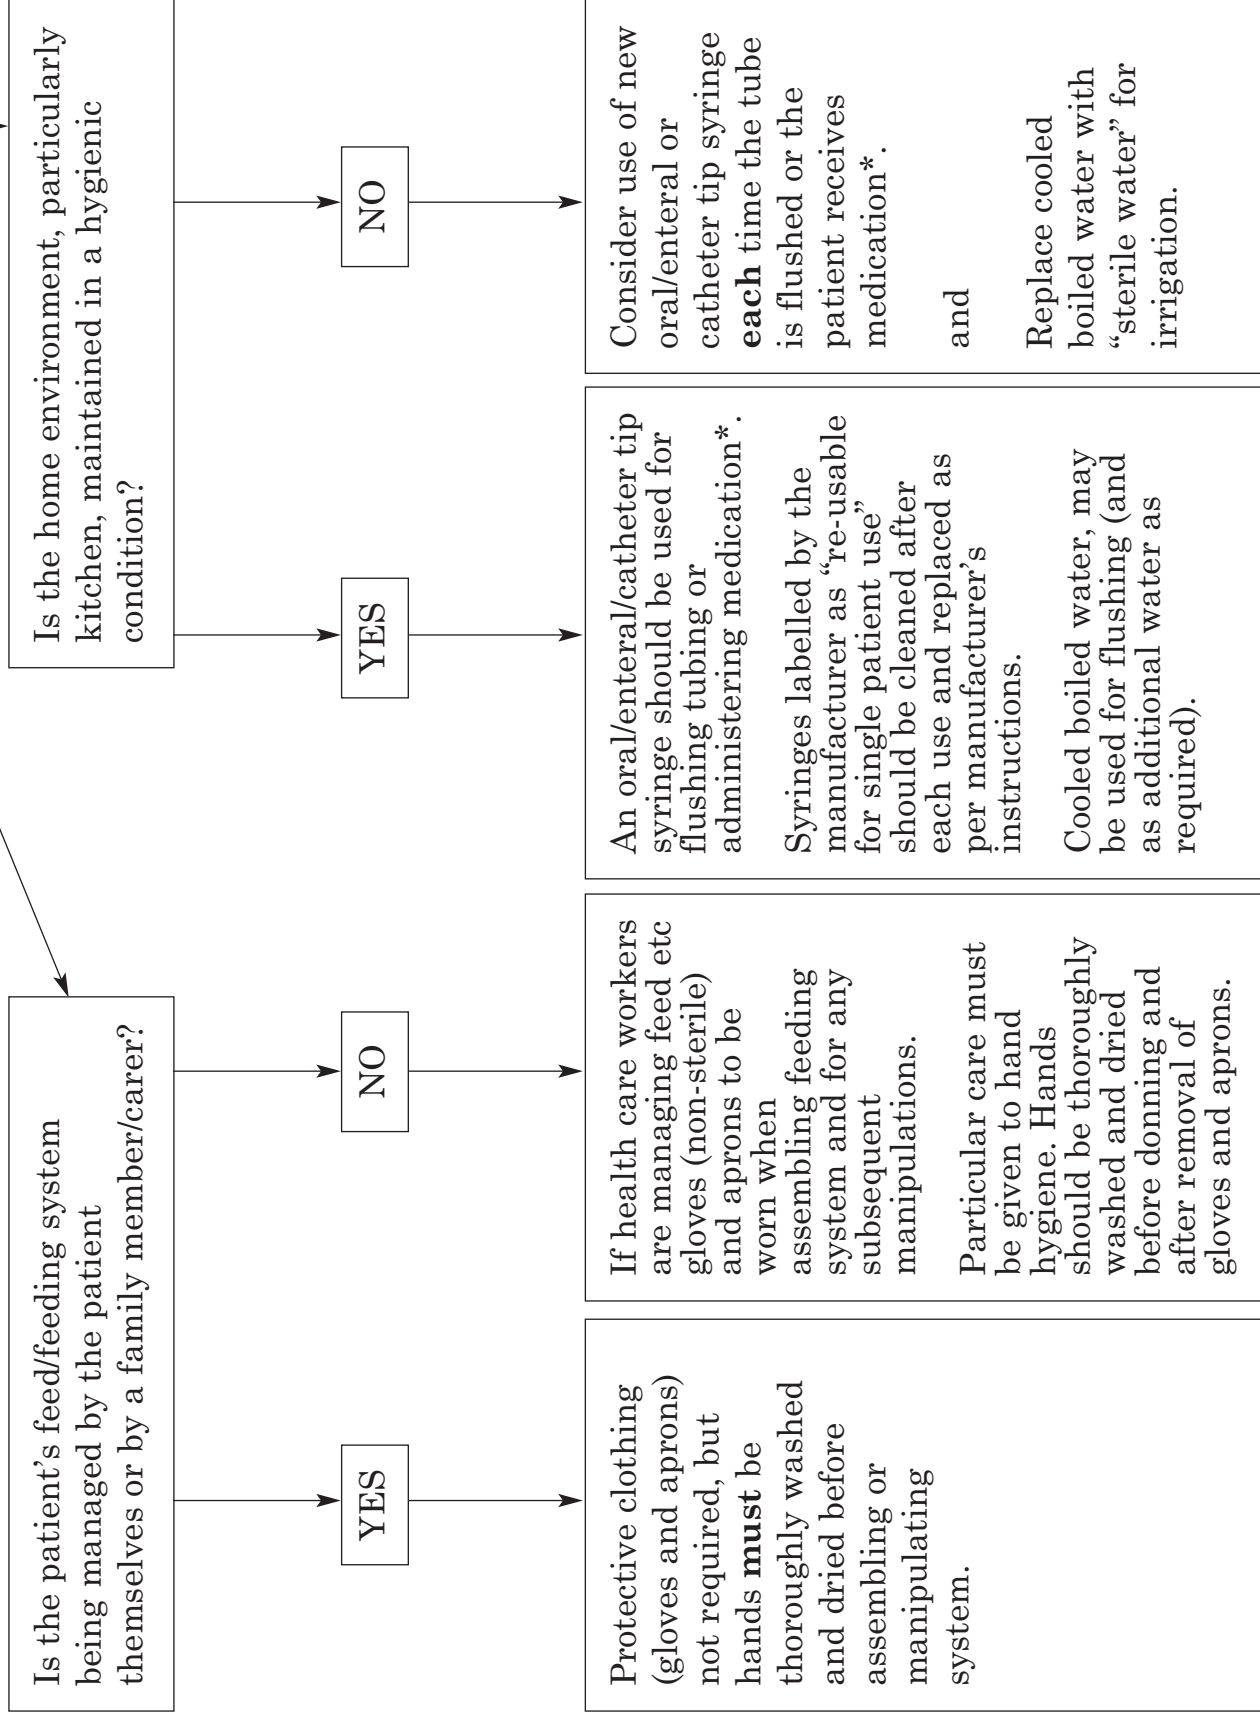 Is the patient's feed/feeding system
being managed by the patient
themselves or by a family member/carer?
YES
Protective clothing
(gloves and aprons)
not required, but
hands must be
thoroughly washed
and dried before
assembling or
manipulating
system.
NO
If health care workers
are managing feed etc
gloves (non-sterile)
and aprons to be
worn when
assembling feeding
system and for any
subsequent
manipulations.
Particular care must
be given to hand
hygiene. Hands
should be thoroughly
washed and dried
before donning and
after removal of
gloves and aprons.
Is the home environment, particularly
kitchen, maintained in a hygienic
condition?
YES
An oral/enteral/catheter tip
syringe should be used for
flushing tubing or
administering medication*.
Syringes labelled by the
manufacturer as “re-usable
for single patient use”
should be cleaned after
each use and replaced as
per manufacturer's
instructions.
Cooled boiled water, may
be used for flushing (and
as additional water as
required).
NO
Consider use of new
oral/enteral or
catheter tip syringe
each time the tube
is flushed or the
patient receives
medication*.
and
Replace cooled
boiled water with
“sterile water” for
irrigation.